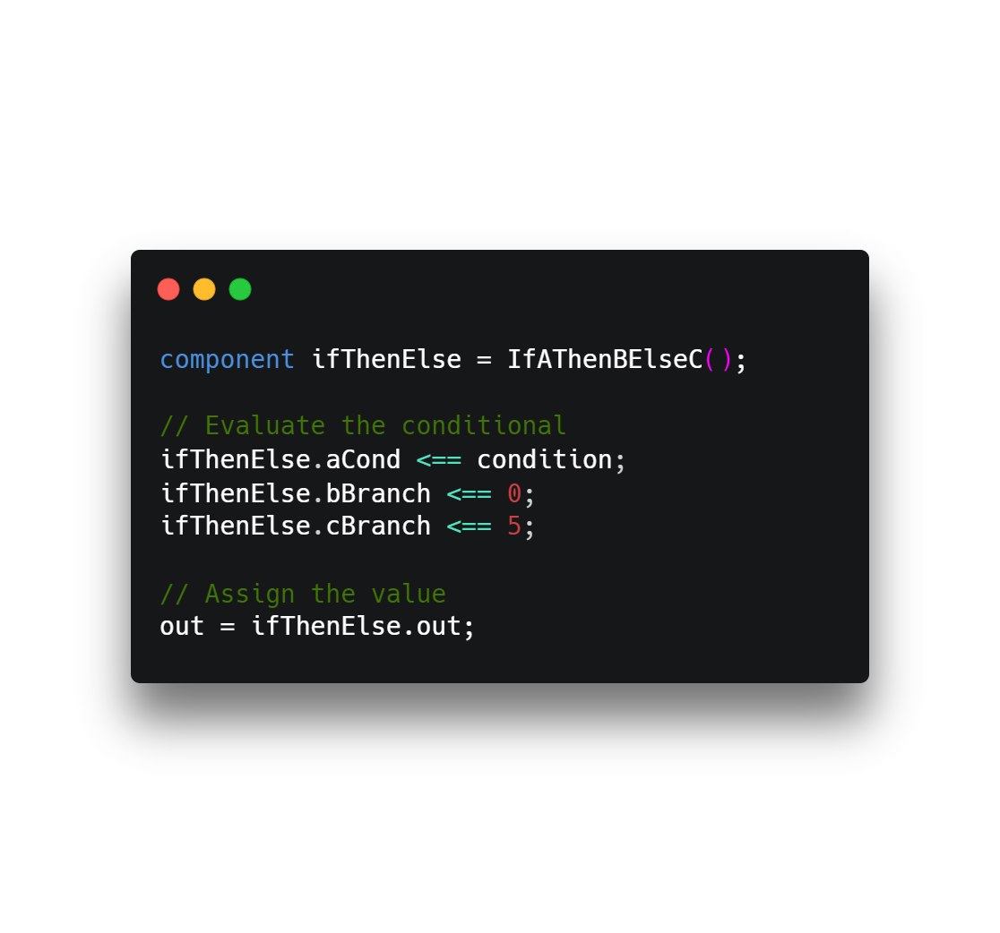 component ifThenElse = IfAThenBElseC();
// Evaluate the conditional
ifThenElse.aCond <== condition;
ifThenElse.bBranch <== 0;
ifThenElse.cBranch <== 5;
// Assign the value
out = ifThenElse.out;